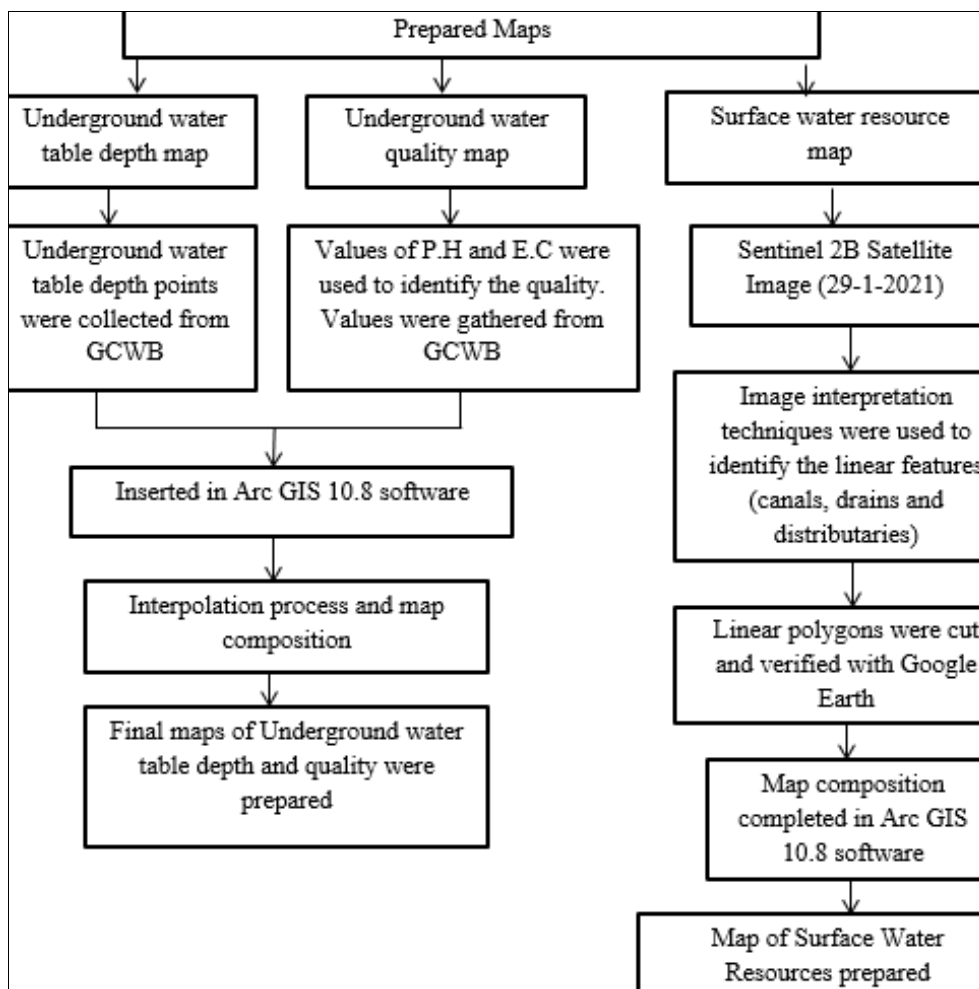 Prepared Maps
Underground water
table depth map
Underground water
quality map
Surface water resource
map
Underground water
table depth points
were collected from
GCWB
Values of P.H and E.C were
used to identify the quality.
Values were gathered from
GCWB
Sentinel 2B Satellite
Image (29-1-2021)
Image interpretation
techniques were used to
identify the linear features
(canals, drains and
distributaries)
Inserted in Arc GIS 10.8 software
Interpolation process and map
composition
Linear polygons were cut
and verified with Google
Earth
Final maps of Underground water
table depth and quality were
prepared
Map composition
completed in Arc GIS
10.8 software
Map of Surface Water
Resources prepared